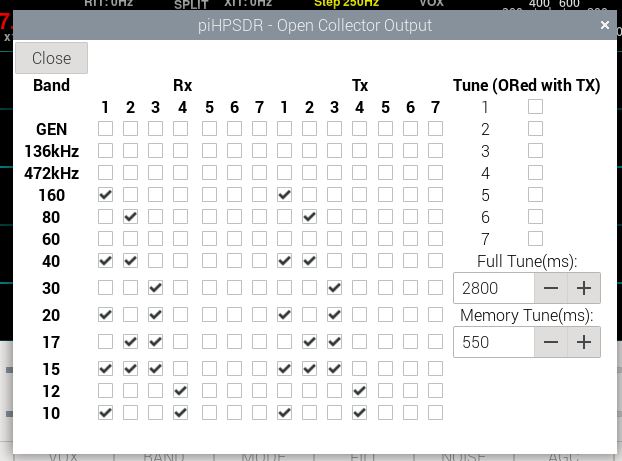 RIT: 0Hz SPLIT XIT: 0Hz Step 250Hz VOX 400 600
piHPSDR - Open Collector Output ×
Close
Band Rx Tx Tune (ORed with TX)
1 2 3 4 5 6 7 1 2 3 4 5 6 7 1
GEN 2
136kHz 3
472kHz 4
160 5
80 6
60 7
40 Full Tune(ms):
30 2800 − +
20 Memory Tune(ms):
17 550 − +
15
12
10
VOX BAND MODE FILL NOISE AGC